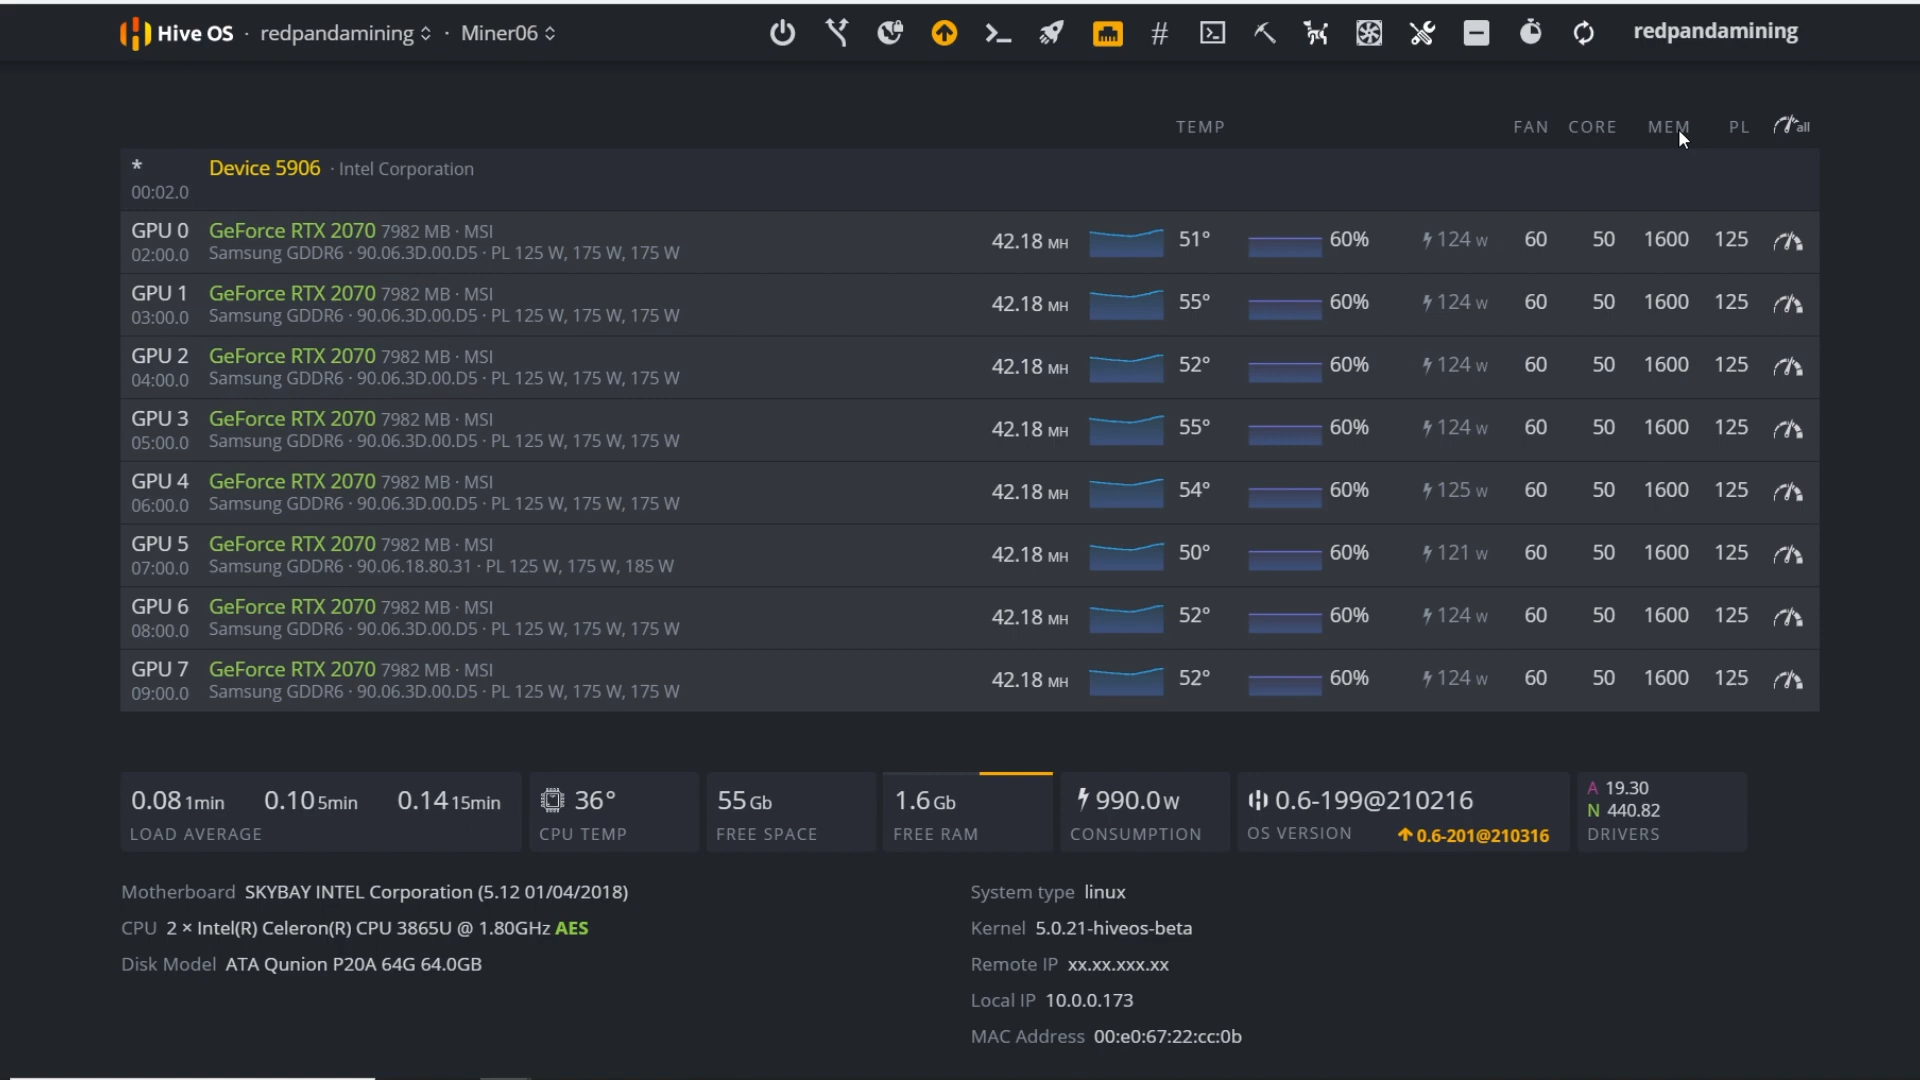 Hive OS · redpandamining · Miner06 redpandamining
TEMP FAN CORE MEM PL all
* Device 5906 · Intel Corporation
00:02.0
GPU 0 GeForce RTX 2070 7982 MB · MSI 42.18 MH 51° 60% 124 W 60 50 1600 125
02:00.0 Samsung GDDR6 · 90.06.3D.00.D5 · PL 125 W, 175 W, 175 W
GPU 1 GeForce RTX 2070 7982 MB · MSI 42.18 MH 55° 60% 124 W 60 50 1600 125
03:00.0 Samsung GDDR6 · 90.06.3D.00.D5 · PL 125 W, 175 W, 175 W
GPU 2 GeForce RTX 2070 7982 MB · MSI 42.18 MH 52° 60% 124 W 60 50 1600 125
04:00.0 Samsung GDDR6 · 90.06.3D.00.D5 · PL 125 W, 175 W, 175 W
GPU 3 GeForce RTX 2070 7982 MB · MSI 42.18 MH 55° 60% 124 W 60 50 1600 125
05:00.0 Samsung GDDR6 · 90.06.3D.00.D5 · PL 125 W, 175 W, 175 W
GPU 4 GeForce RTX 2070 7982 MB · MSI 42.18 MH 54° 60% 125 W 60 50 1600 125
06:00.0 Samsung GDDR6 · 90.06.3D.00.D5 · PL 125 W, 175 W, 175 W
GPU 5 GeForce RTX 2070 7982 MB · MSI 42.18 MH 50° 60% 121 W 60 50 1600 125
07:00.0 Samsung GDDR6 · 90.06.18.80.31 · PL 125 W, 175 W, 185 W
GPU 6 GeForce RTX 2070 7982 MB · MSI 42.18 MH 52° 60% 124 W 60 50 1600 125
08:00.0 Samsung GDDR6 · 90.06.3D.00.D5 · PL 125 W, 175 W, 175 W
GPU 7 GeForce RTX 2070 7982 MB · MSI 42.18 MH 52° 60% 124 W 60 50 1600 125
09:00.0 Samsung GDDR6 · 90.06.3D.00.D5 · PL 125 W, 175 W, 175 W
0.08 1min 0.10 5min 0.14 15min
LOAD AVERAGE
36°
CPU TEMP
55 Gb
FREE SPACE
1.6 Gb
FREE RAM
990.0 W
CONSUMPTION
0.6-199@210216
OS VERSION 0.6-201@210316
A 19.30
N 440.82
DRIVERS
Motherboard SKYBAY INTEL Corporation (5.12 01/04/2018)
CPU 2 × Intel(R) Celeron(R) CPU 3865U @ 1.80GHz AES
Disk Model ATA Qunion P20A 64G 64.0GB
System type linux
Kernel 5.0.21-hiveos-beta
Remote IP xx.xx.xxx.xx
Local IP 10.0.0.173
MAC Address 00:e0:67:22:cc:0b